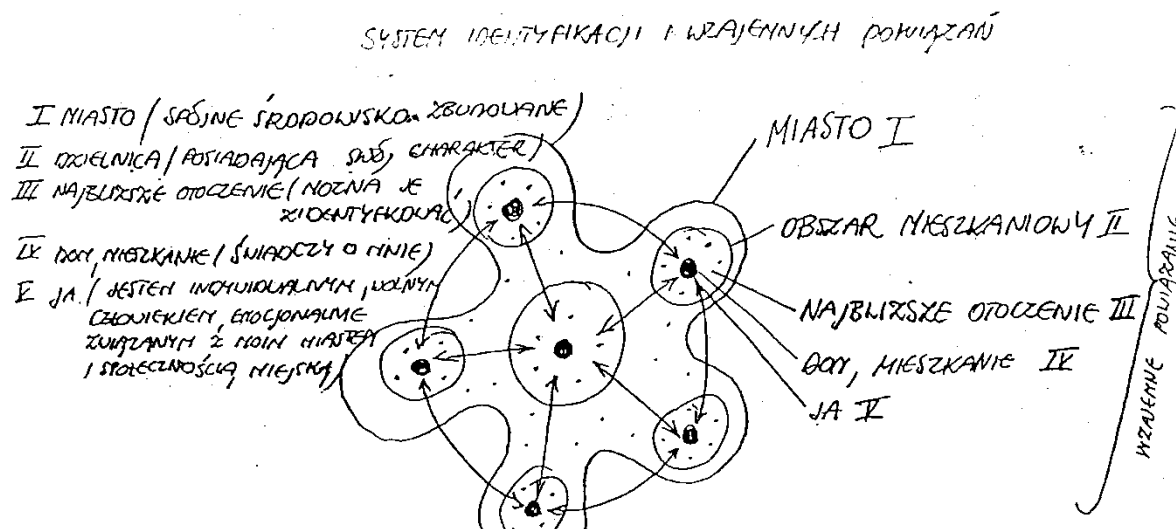 SYSTEM IDENTYFIKACJI I WZAJEMNYCH POWIĄZAŃ
I MIASTO / SPÓJNE ŚRODOWISKO ZBUDOWANE)
II DZIELNICA / POSIADAJĄCA SWÓJ CHARAKTER)
III NAJBLIŻSZE OTOCZENIE (MOŻNA JE
ZIDENTYFIKOWAĆ)
IV DOM, MIESZKANIE / ŚWIADCZY O MNIE)
V JA / JESTEM INDYWIDUALNYM, WOLNYM
CZŁOWIEKIEM, EMOCJONALNIE
ZWIĄZANYM Z MOIM MIASTEM
I SPOŁECZNOŚCIĄ MIEJSKĄ)
MIASTO I
OBSZAR MIESZKANIOWY II
NAJBLIŻSZE OTOCZENIE III
DOM, MIESZKANIE IV
JA V
WZAJEMNE POWIĄZANIE